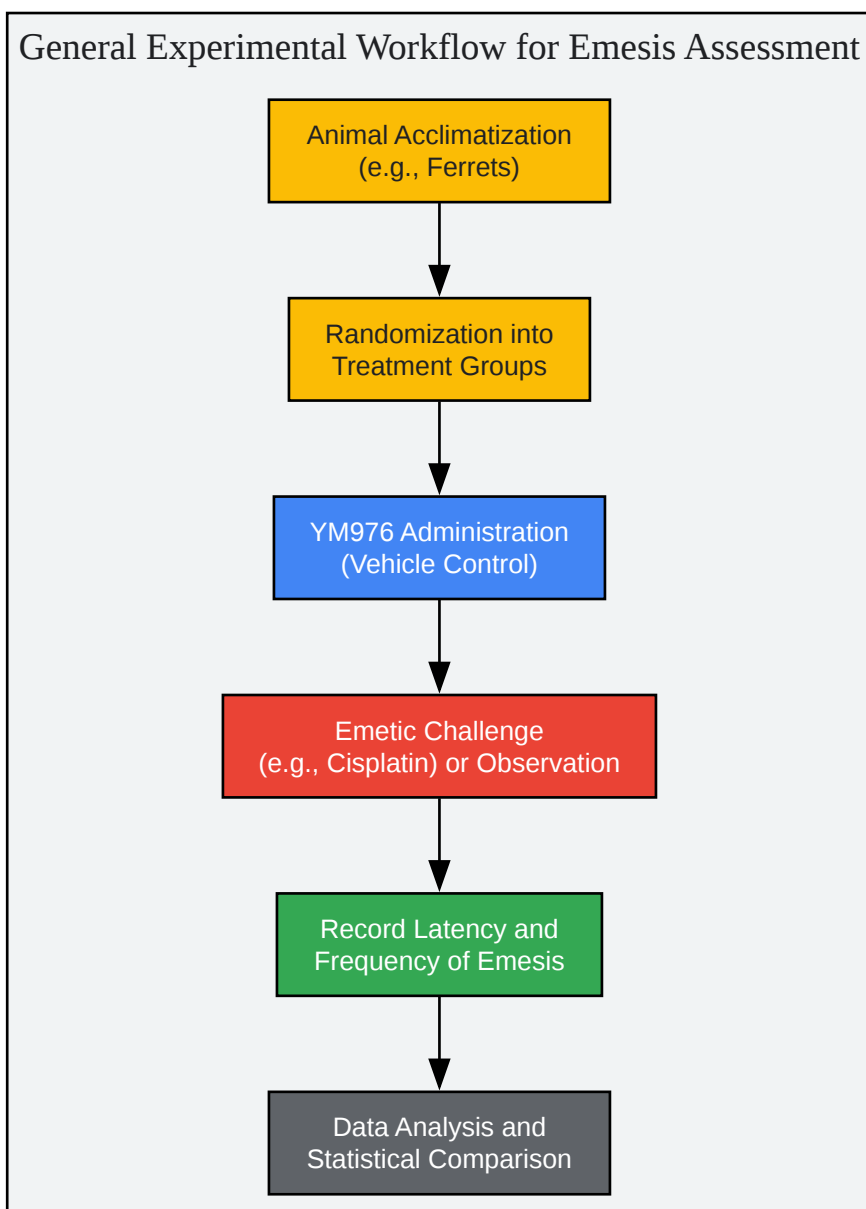 General Experimental Workflow for Emesis Assessment
Animal Acclimatization
(e.g., Ferrets)
Randomization into
Treatment Groups
YM976 Administration
(Vehicle Control)
Emetic Challenge
(e.g., Cisplatin) or Observation
Record Latency and
Frequency of Emesis
Data Analysis and
Statistical Comparison